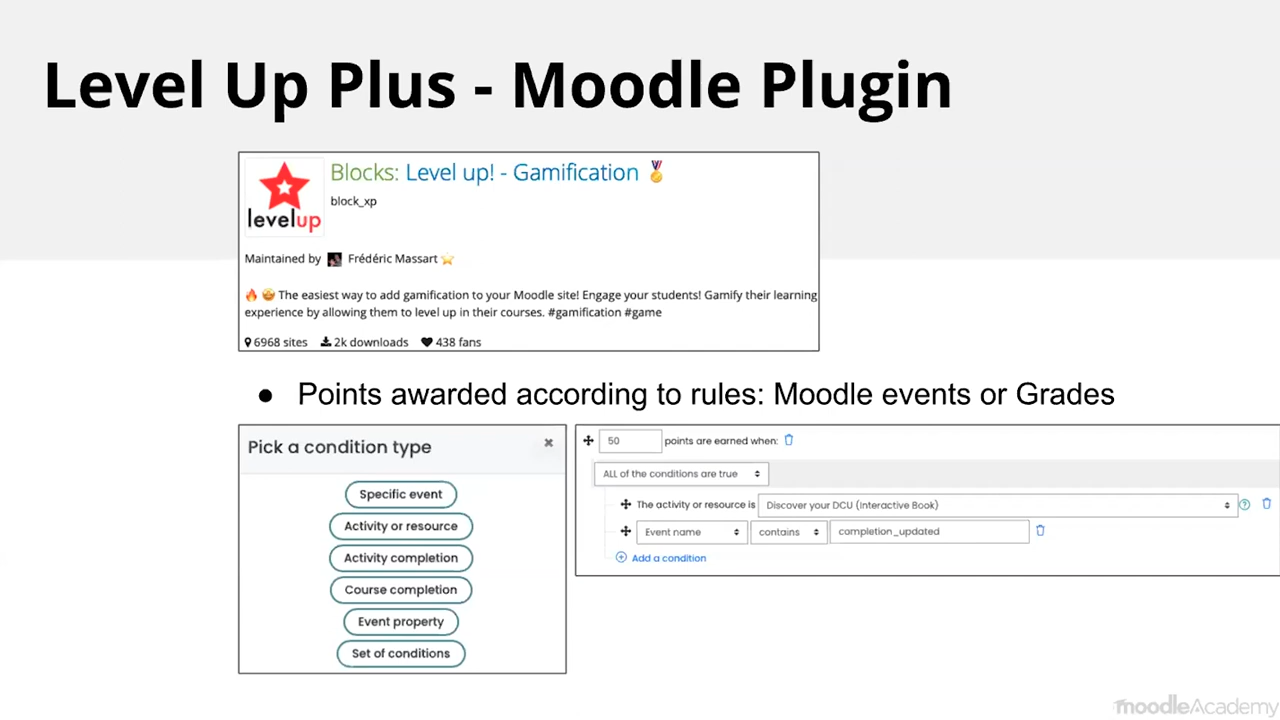 Level Up Plus - Moodle Plugin
levelup
Blocks: Level up! - Gamification
block_xp
Maintained by Frédéric Massart
The easiest way to add gamification to your Moodle site! Engage your students! Gamify their learning
experience by allowing them to level up in their courses. #gamification #game
6968 sites 2k downloads 438 fans
● Points awarded according to rules: Moodle events or Grades
Pick a condition type
Specific event
Activity or resource
Activity completion
Course completion
Event property
Set of conditions
50 points are earned when:
ALL of the conditions are true
The activity or resource is Discover your DCU (Interactive Book)
Event name contains completion_updated
Add a condition
moodleAcademy